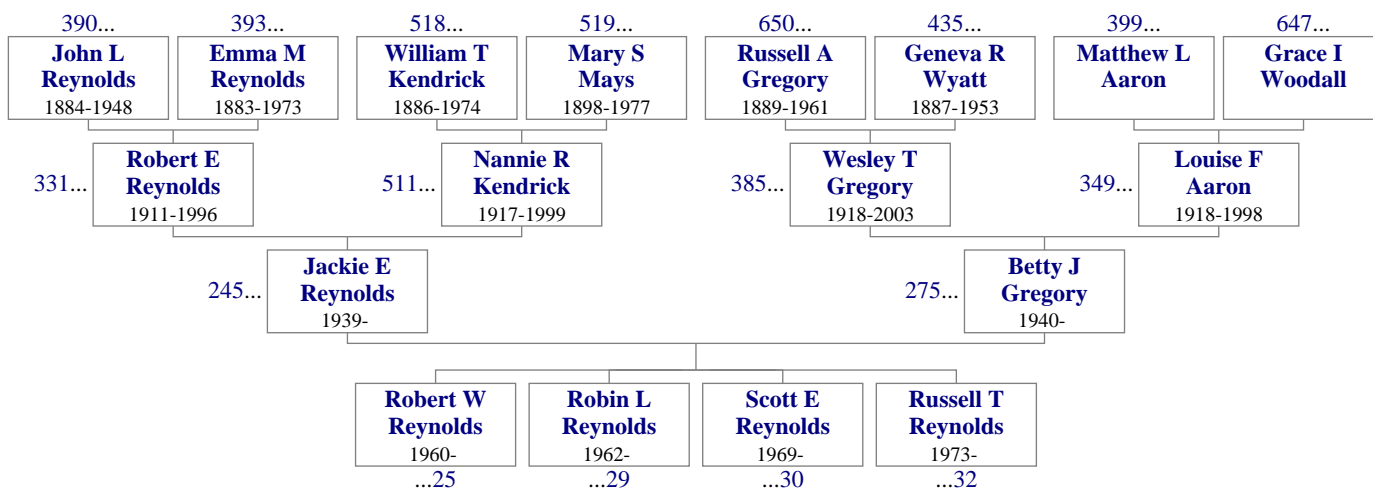 390... 393... 518... 519... 650... 435... 399... 647...
John L Emma M William T Mary S Russell A Geneva R Matthew L Grace I
Reynolds Reynolds Kendrick Mays Gregory Wyatt Aaron Woodall
1884-1948 1883-1973 1886-1974 1898-1977 1889-1961 1887-1953
Robert E Nannie R Wesley T Louise F
331... Reynolds 511... Kendrick 385... Gregory 349... Aaron
1911-1996 1917-1999 1918-2003 1918-1998
Jackie E Betty J
245... Reynolds 275... Gregory
1939- 1940-
Robert W Robin L Scott E Russell T
Reynolds Reynolds Reynolds Reynolds
1960- 1962- 1969- 1973-
...25 ...29 ...30 ...32